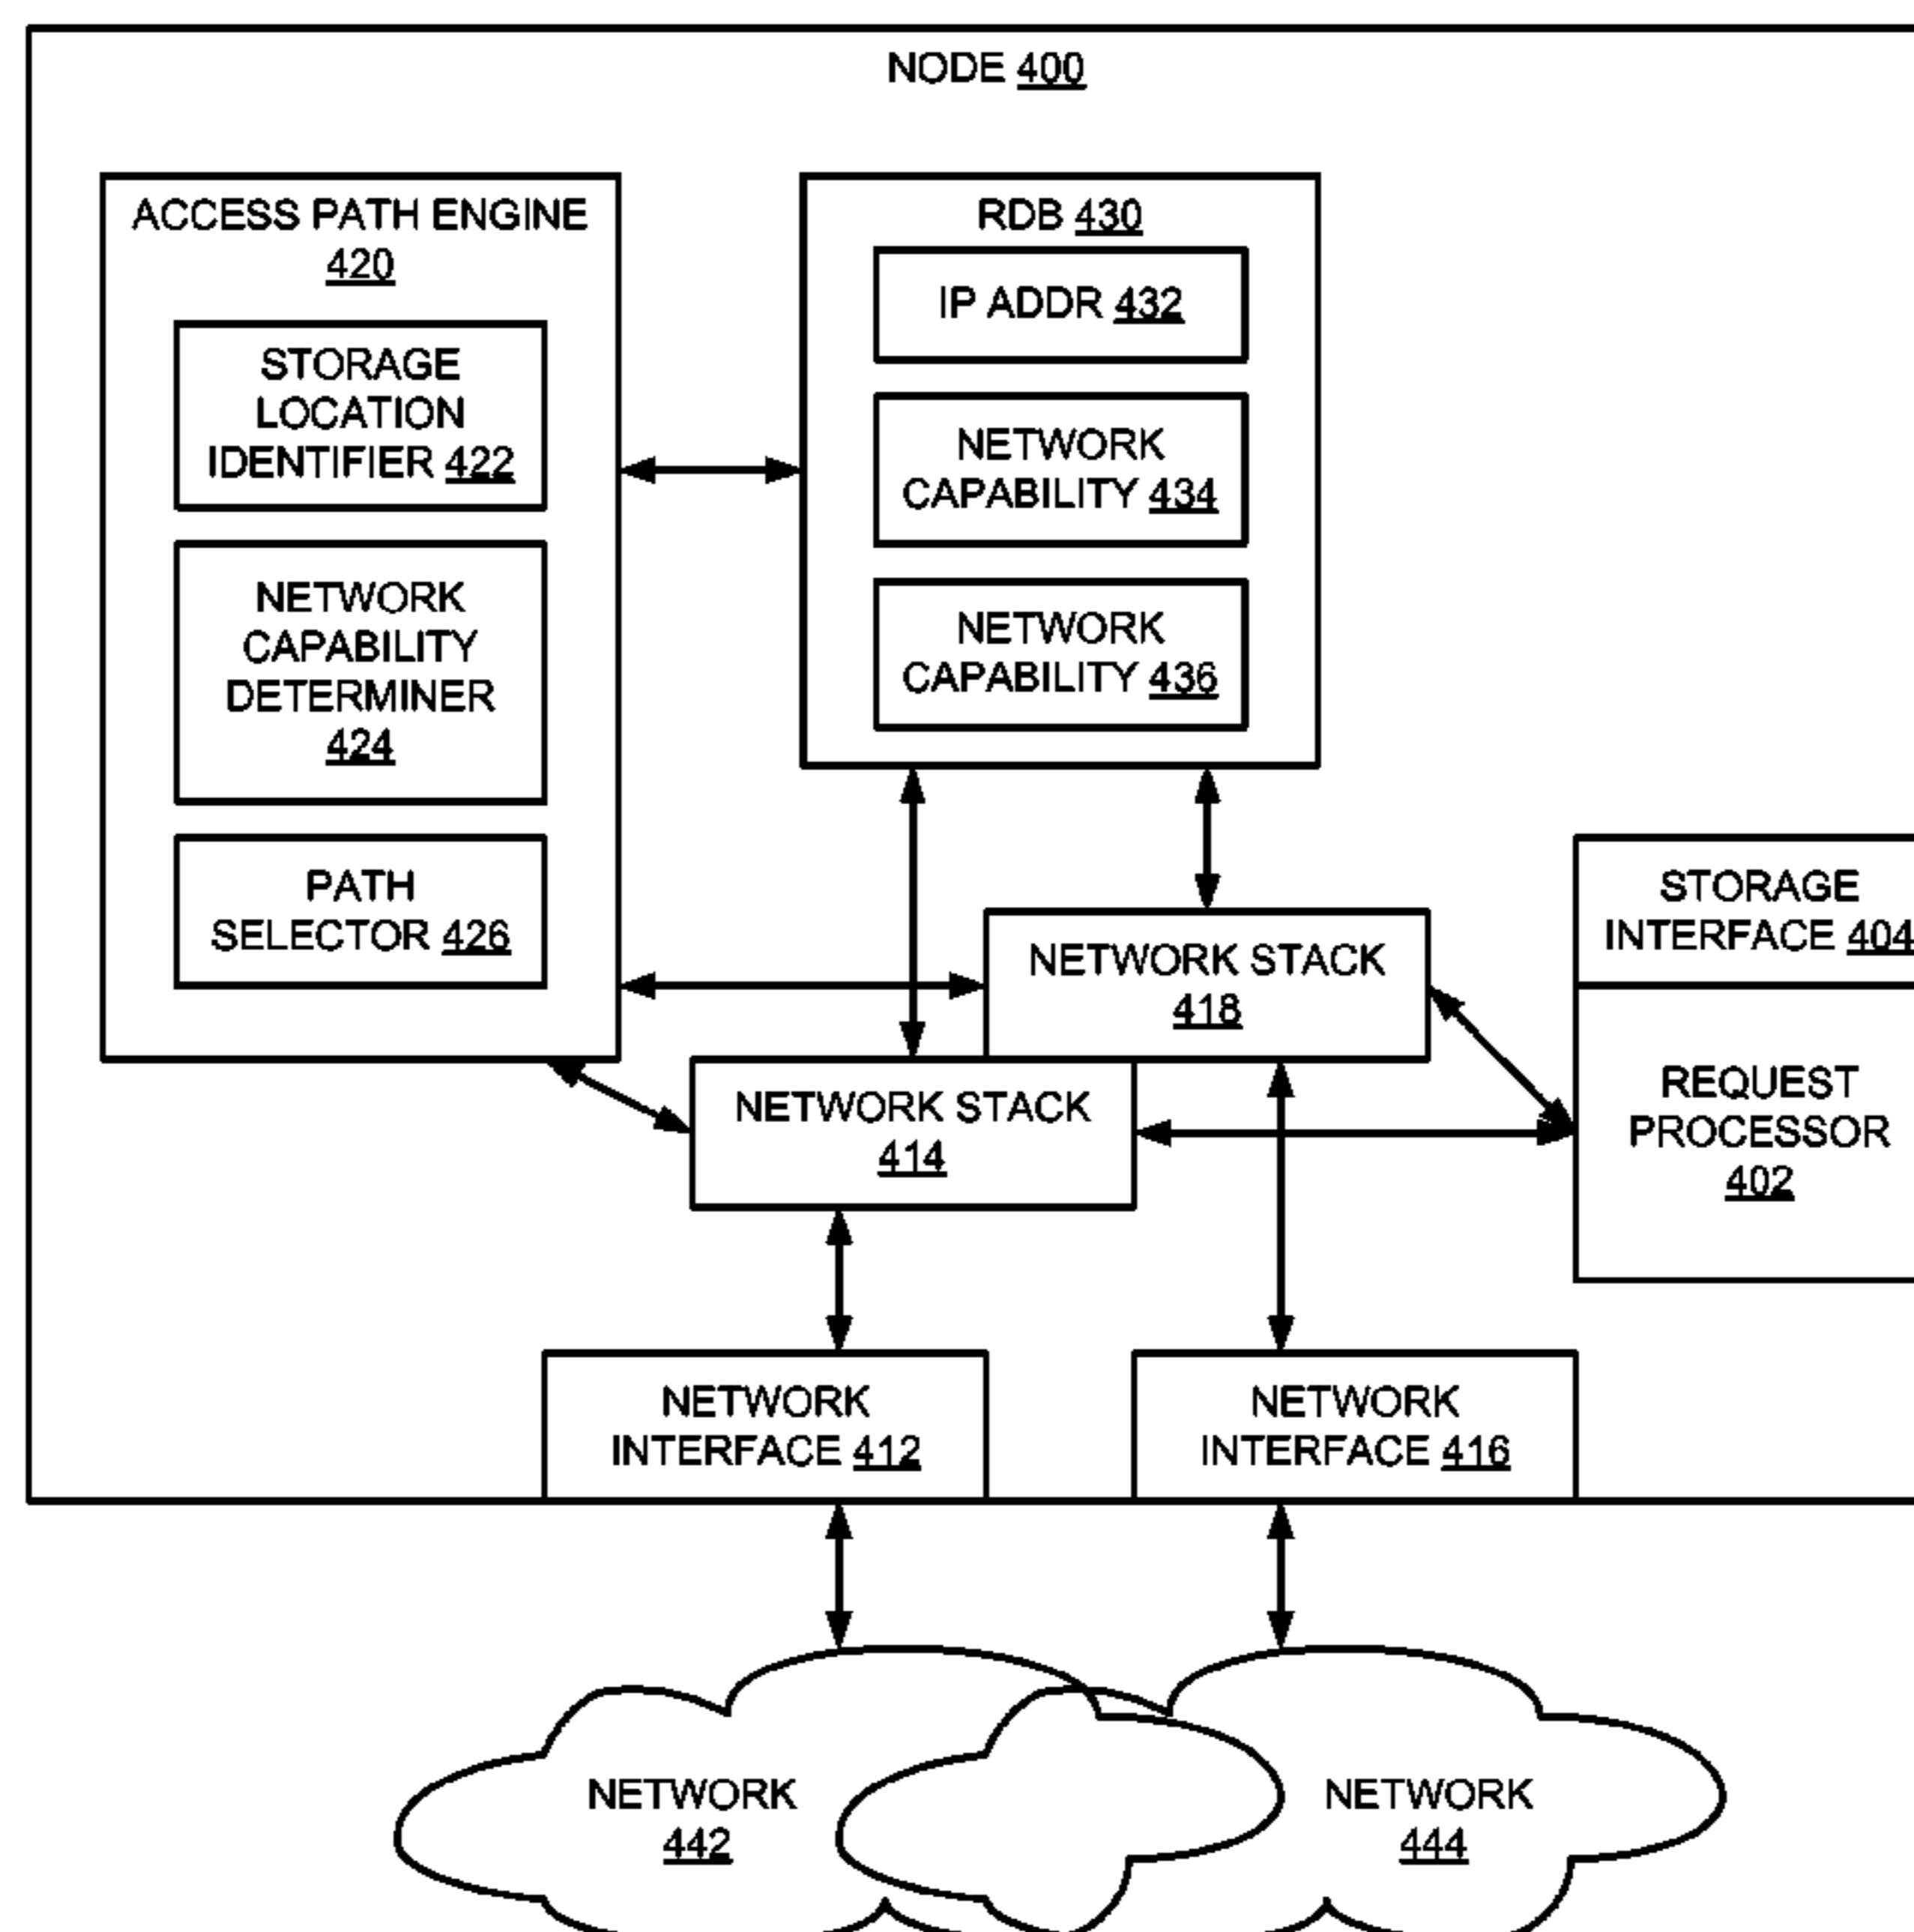 NODE 400
ACCESS PATH ENGINE
420
STORAGE
LOCATION
IDENTIFIER 422
NETWORK
CAPABILITY
DETERMINER
424
PATH
SELECTOR 426
RDB 430
IP ADDR 432
NETWORK
CAPABILITY 434
NETWORK
CAPABILITY 436
NETWORK STACK
418
NETWORK STACK
414
STORAGE
INTERFACE 404
REQUEST
PROCESSOR
402
NETWORK
INTERFACE 412
NETWORK
INTERFACE 416
NETWORK
442
NETWORK
444